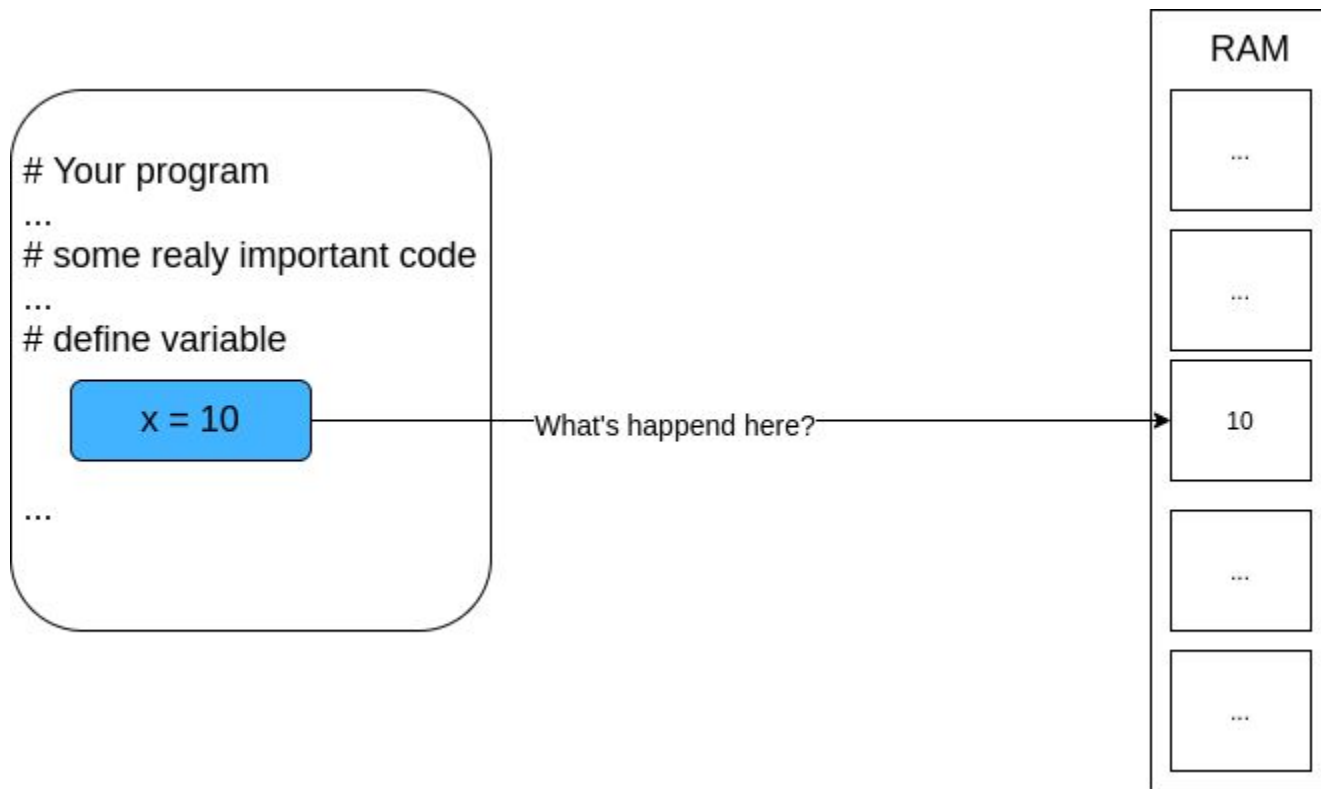 # Your program
...
# some realy important code
...
# define variable
x = 10
...
What's happend here?
RAM
...
...
10
...
...